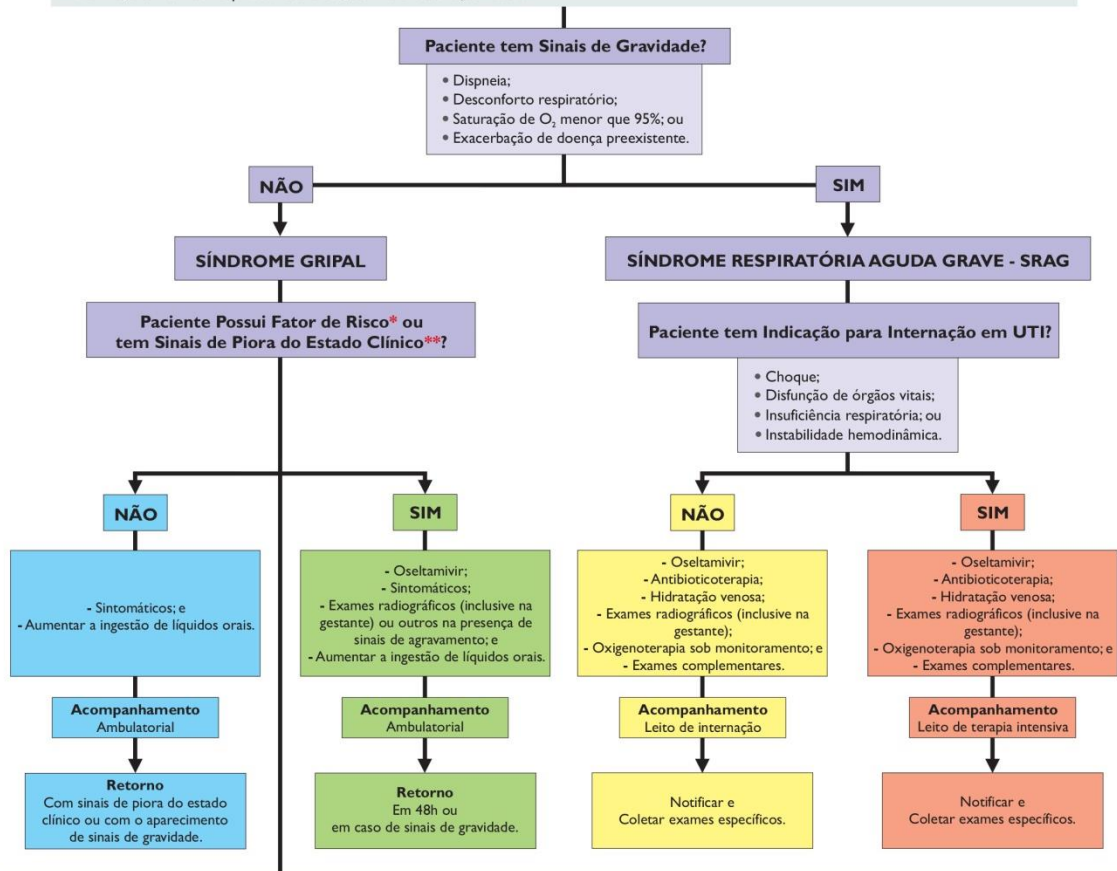 Paciente tem Sinais de Gravidade?
• Dispneia;
• Desconforto respiratório;
• Saturação de O₂ menor que 95%; ou
• Exacerbação de doença preexistente.
NÃO
SIM
SÍNDROME GRIPAL
SÍNDROME RESPIRATÓRIA AGUDA GRAVE - SRAG
Paciente Possui Fator de Risco* ou
tem Sinais de Piora do Estado Clínico**?
Paciente tem Indicação para Internação em UTI?
• Choque;
• Disfunção de órgãos vitais;
• Insuficiência respiratória; ou
• Instabilidade hemodinâmica.
NÃO
- Sintomáticos; e
- Aumentar a ingestão de líquidos orais.
Acompanhamento
Ambulatorial
Retorno
Com sinais de piora do estado
clínico ou com o aparecimento
de sinais de gravidade.
SIM
- Oseltamivir;
- Sintomáticos;
- Exames radiográficos (inclusive na
gestante) ou outros na presença de
sinais de agravamento; e
- Aumentar a ingestão de líquidos orais.
Acompanhamento
Ambulatorial
Retorno
Em 48h ou
em caso de sinais de gravidade.
NÃO
- Oseltamivir;
- Antibioticoterapia;
- Hidratação venosa;
- Exames radiográficos (inclusive na
gestante);
- Oxigenoterapia sob monitoramento; e
- Exames complementares.
Acompanhamento
Leito de internação
Notificar e
Coletar exames específicos.
SIM
- Oseltamivir;
- Antibioticoterapia;
- Hidratação venosa;
- Exames radiográficos (inclusive na
gestante);
- Oxigenoterapia sob monitoramento; e
- Exames complementares.
Acompanhamento
Leito de terapia intensiva
Notificar e
Coletar exames específicos.